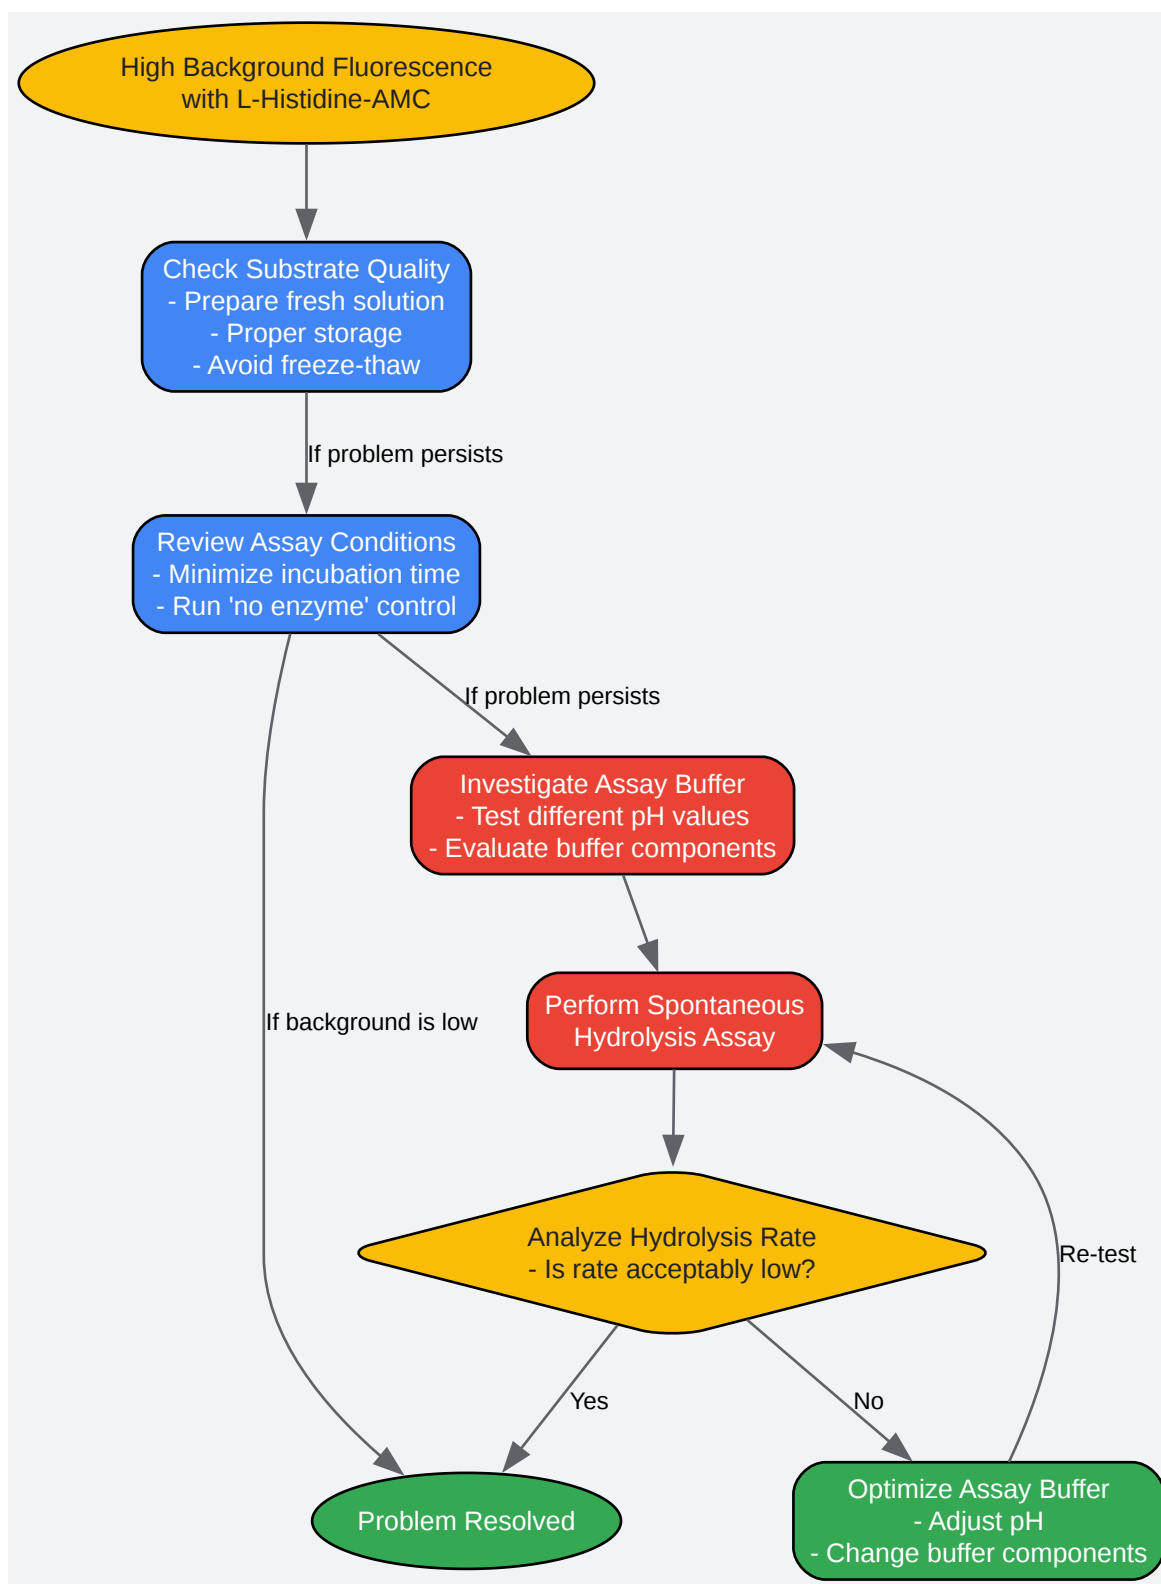 High Background Fluorescence
with L-Histidine-AMC
Check Substrate Quality
- Prepare fresh solution
- Proper storage
- Avoid freeze-thaw
If problem persists
Review Assay Conditions
- Minimize incubation time
- Run 'no enzyme' control
If problem persists
Investigate Assay Buffer
- Test different pH values
- Evaluate buffer components
Perform Spontaneous
Hydrolysis Assay
If background is low
Analyze Hydrolysis Rate
- Is rate acceptably low?
Re-test
Yes
No
Problem Resolved
Optimize Assay Buffer
- Adjust pH
- Change buffer components